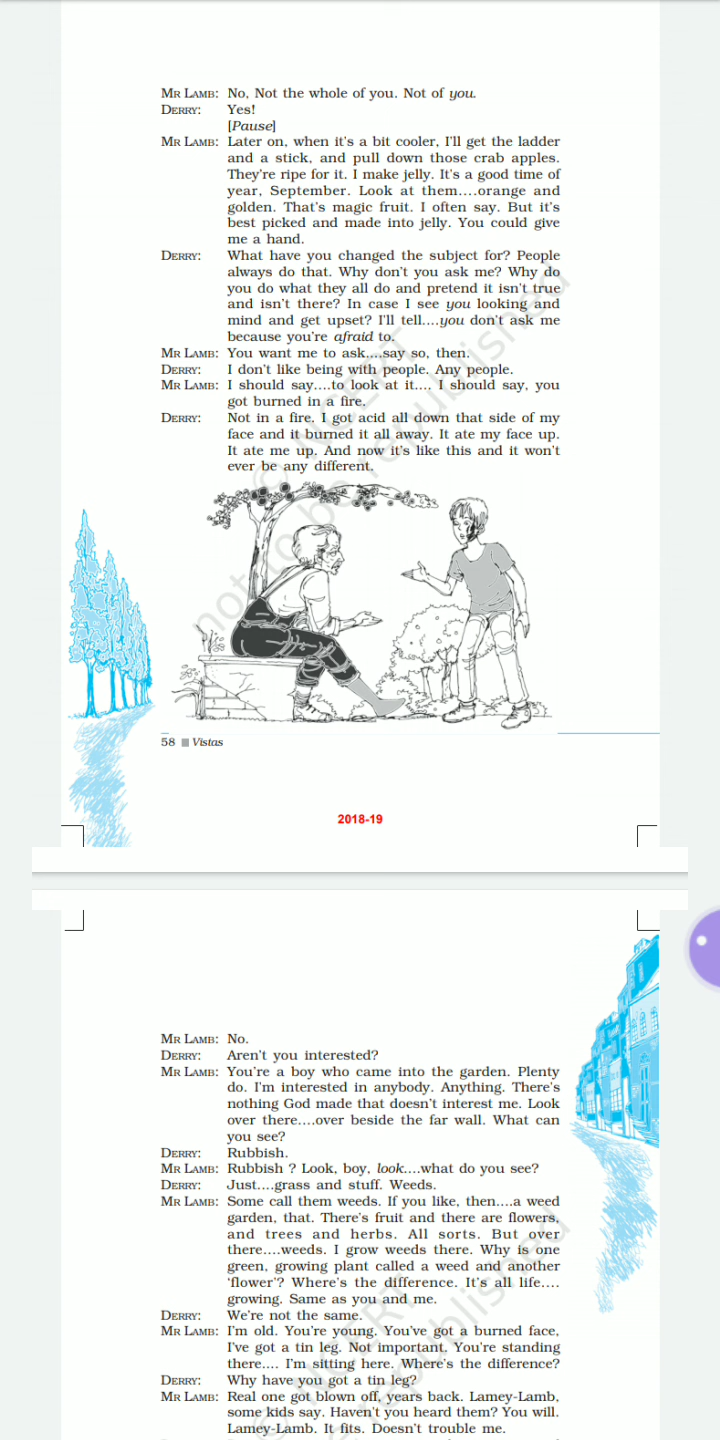 MR LAMB: No, Not the whole of you. Not of you.
DERRY: Yes!
[Pause]
MR LAMB: Later on, when it's a bit cooler, I'll get the ladder
and a stick, and pull down those crab apples.
They're ripe for it. I make jelly. It's a good time of
year, September. Look at them....orange and
golden. That's magic fruit. I often say. But it's
best picked and made into jelly. You could give
me a hand.
DERRY: What have you changed the subject for? People
always do that. Why don't you ask me? Why do
you do what they all do and pretend it isn't true
and isn't there? In case I see you looking and
mind and get upset? I'll tell....you don't ask me
because you're afraid to.
MR LAMB: You want me to ask....say so, then.
DERRY: I don't like being with people. Any people.
MR LAMB: I should say....to look at it.... I should say, you
got burned in a fire.
DERRY: Not in a fire. I got acid all down that side of my
face and it burned it all away. It ate my face up.
It ate me up. And now it's like this and it won't
ever be any different.
© NCERT
not to be republished
58 Vistas
2018-19
MR LAMB: No.
DERRY: Aren't you interested?
MR LAMB: You're a boy who came into the garden. Plenty
do. I'm interested in anybody. Anything. There's
nothing God made that doesn't interest me. Look
over there....over beside the far wall. What can
you see?
DERRY: Rubbish.
MR LAMB: Rubbish ? Look, boy, look....what do you see?
DERRY: Just....grass and stuff. Weeds.
MR LAMB: Some call them weeds. If you like, then....a weed
garden, that. There's fruit and there are flowers,
and trees and herbs. All sorts. But over
there....weeds. I grow weeds there. Why is one
green, growing plant called a weed and another
'flower'? Where's the difference. It's all life....
growing. Same as you and me.
DERRY: We're not the same.
MR LAMB: I'm old. You're young. You've got a burned face,
I've got a tin leg. Not important. You're standing
there.... I'm sitting here. Where's the difference?
DERRY: Why have you got a tin leg?
MR LAMB: Real one got blown off, years back. Lamey-Lamb,
some kids say. Haven't you heard them? You will.
Lamey-Lamb. It fits. Doesn't trouble me.
© NCERT
republished